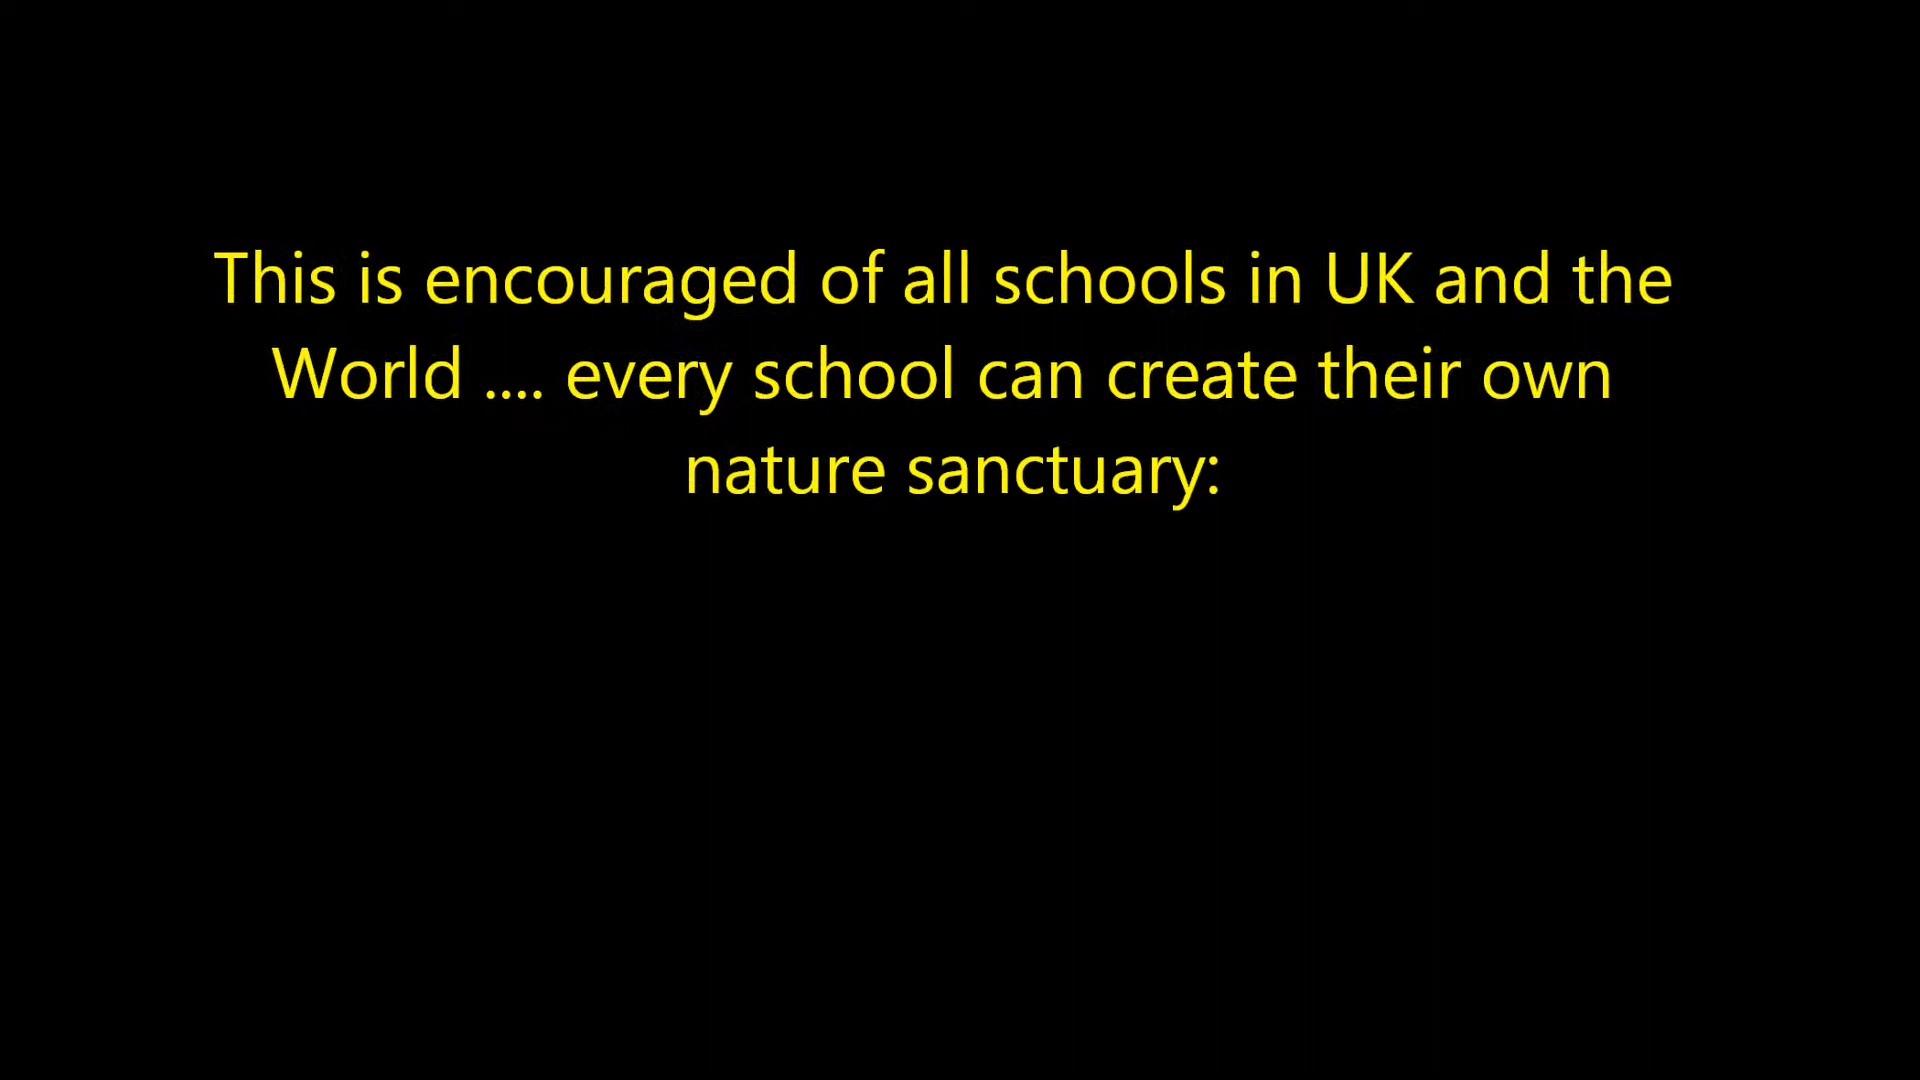 This is encouraged of all schools in UK and the
World .... every school can create their own
nature sanctuary: